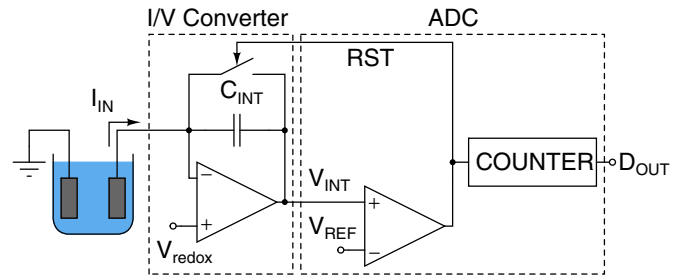 I/V Converter
ADC
RST
I_IN
C_INT
−
+
V_redox
V_INT
V_REF
+
−
COUNTER
D_OUT